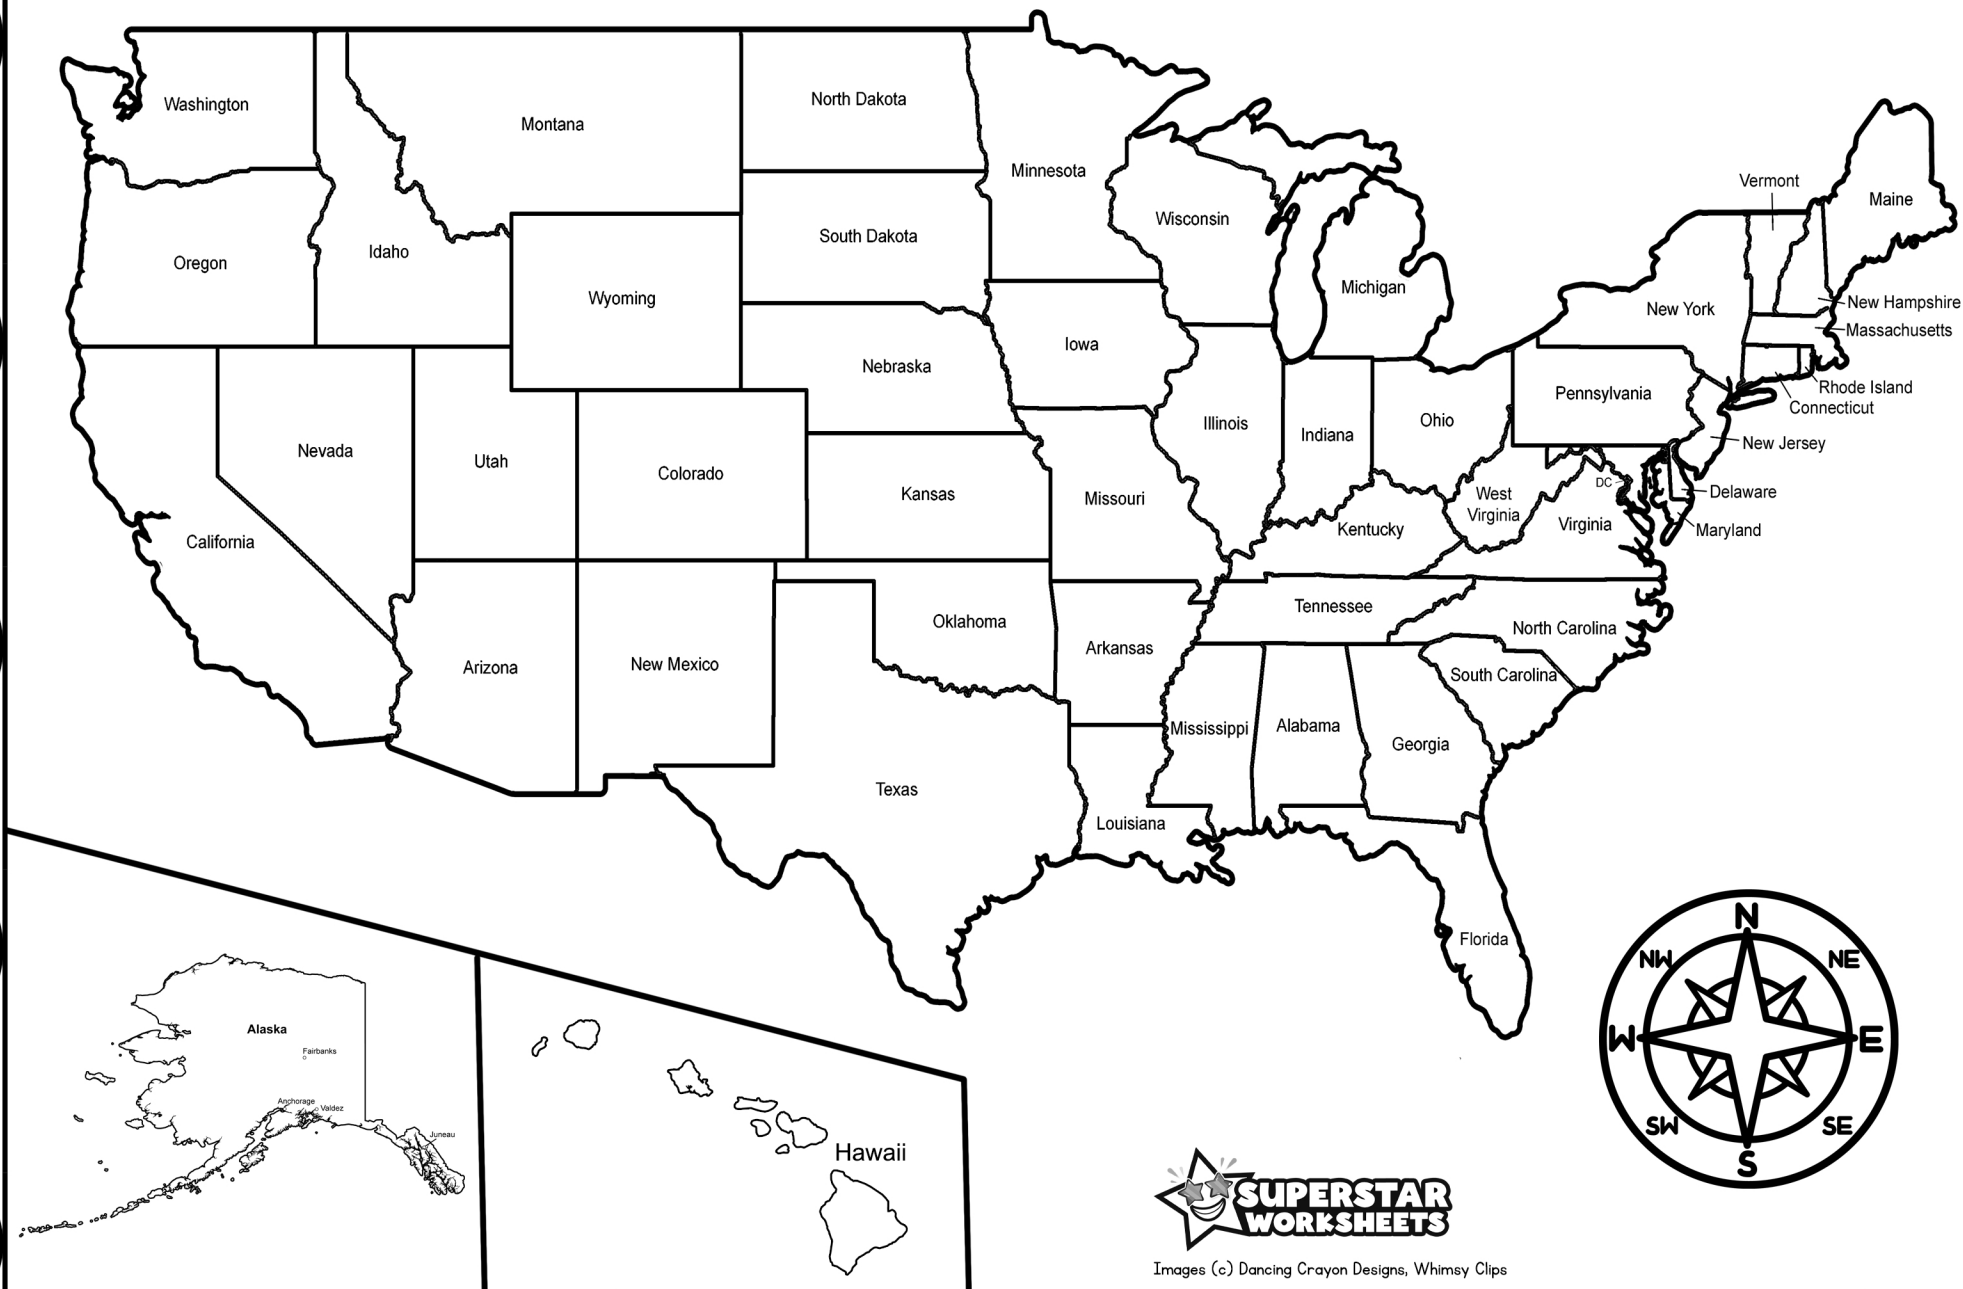 Washington
Montana
North Dakota
Minnesota
Vermont
Maine
Oregon
Idaho
South Dakota
Wisconsin
Wyoming
Michigan
New York
New Hampshire
Massachusetts
Iowa
Nebraska
Pennsylvania
Rhode Island
Connecticut
Nevada
Utah
Colorado
Kansas
Missouri
Illinois
Indiana
Ohio
New Jersey
West
Virginia
DC
Delaware
Maryland
California
Kentucky
Virginia
Arizona
New Mexico
Oklahoma
Arkansas
Tennessee
North Carolina
South Carolina
Mississippi
Alabama
Georgia
Texas
Louisiana
Florida
Alaska
Fairbanks
Anchorage
Valdez
Juneau
Hawaii
N
NW
NE
W
E
SW
SE
S
SUPERSTAR
WORKSHEETS
Images (c) Dancing Crayon Designs, Whimsy Clips